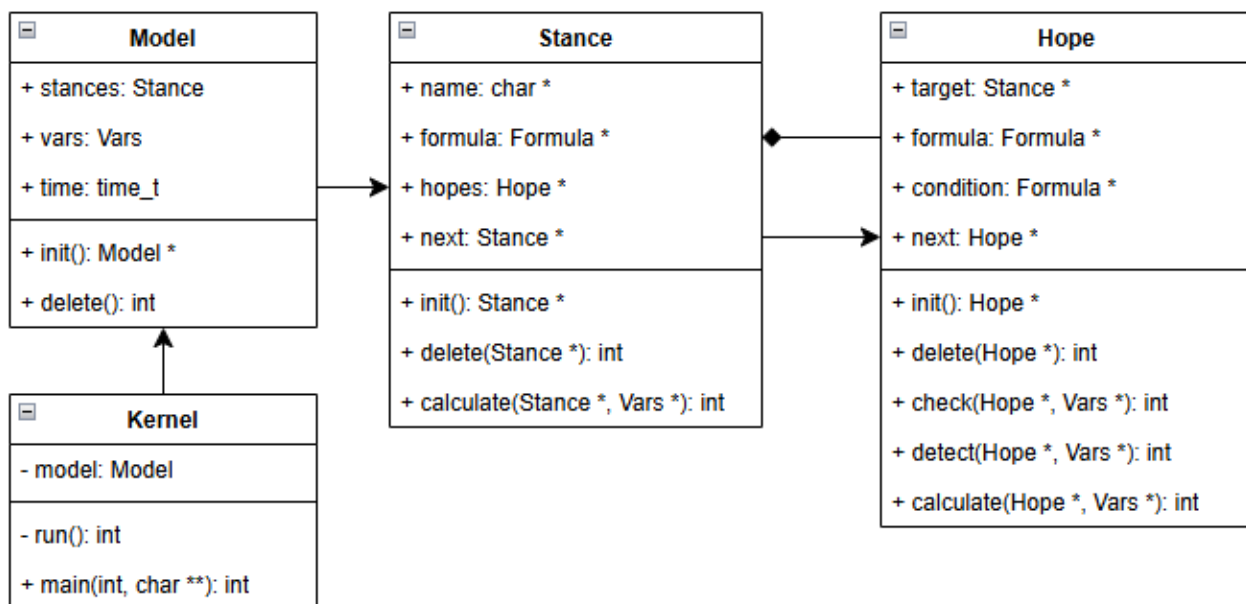 Model
+ stances: Stance
+ vars: Vars
+ time: time_t
+ init(): Model *
+ delete(): int
Kernel
- model: Model
- run(): int
+ main(int, char **): int
Stance
+ name: char *
+ formula: Formula *
+ hopes: Hope *
+ next: Stance *
+ init(): Stance *
+ delete(Stance *): int
+ calculate(Stance *, Vars *): int
Hope
+ target: Stance *
+ formula: Formula *
+ condition: Formula *
+ next: Hope *
+ init(): Hope *
+ delete(Hope *): int
+ check(Hope *, Vars *): int
+ detect(Hope *, Vars *): int
+ calculate(Hope *, Vars *): int